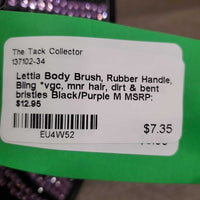 The Tack Collector
137102-34
Lettia Body Brush, Rubber Handle,
Bling *vgc, mnr hair, dirt & bent
bristles Black/Purple M MSRP:
$12.95
$7.35
EU4W52